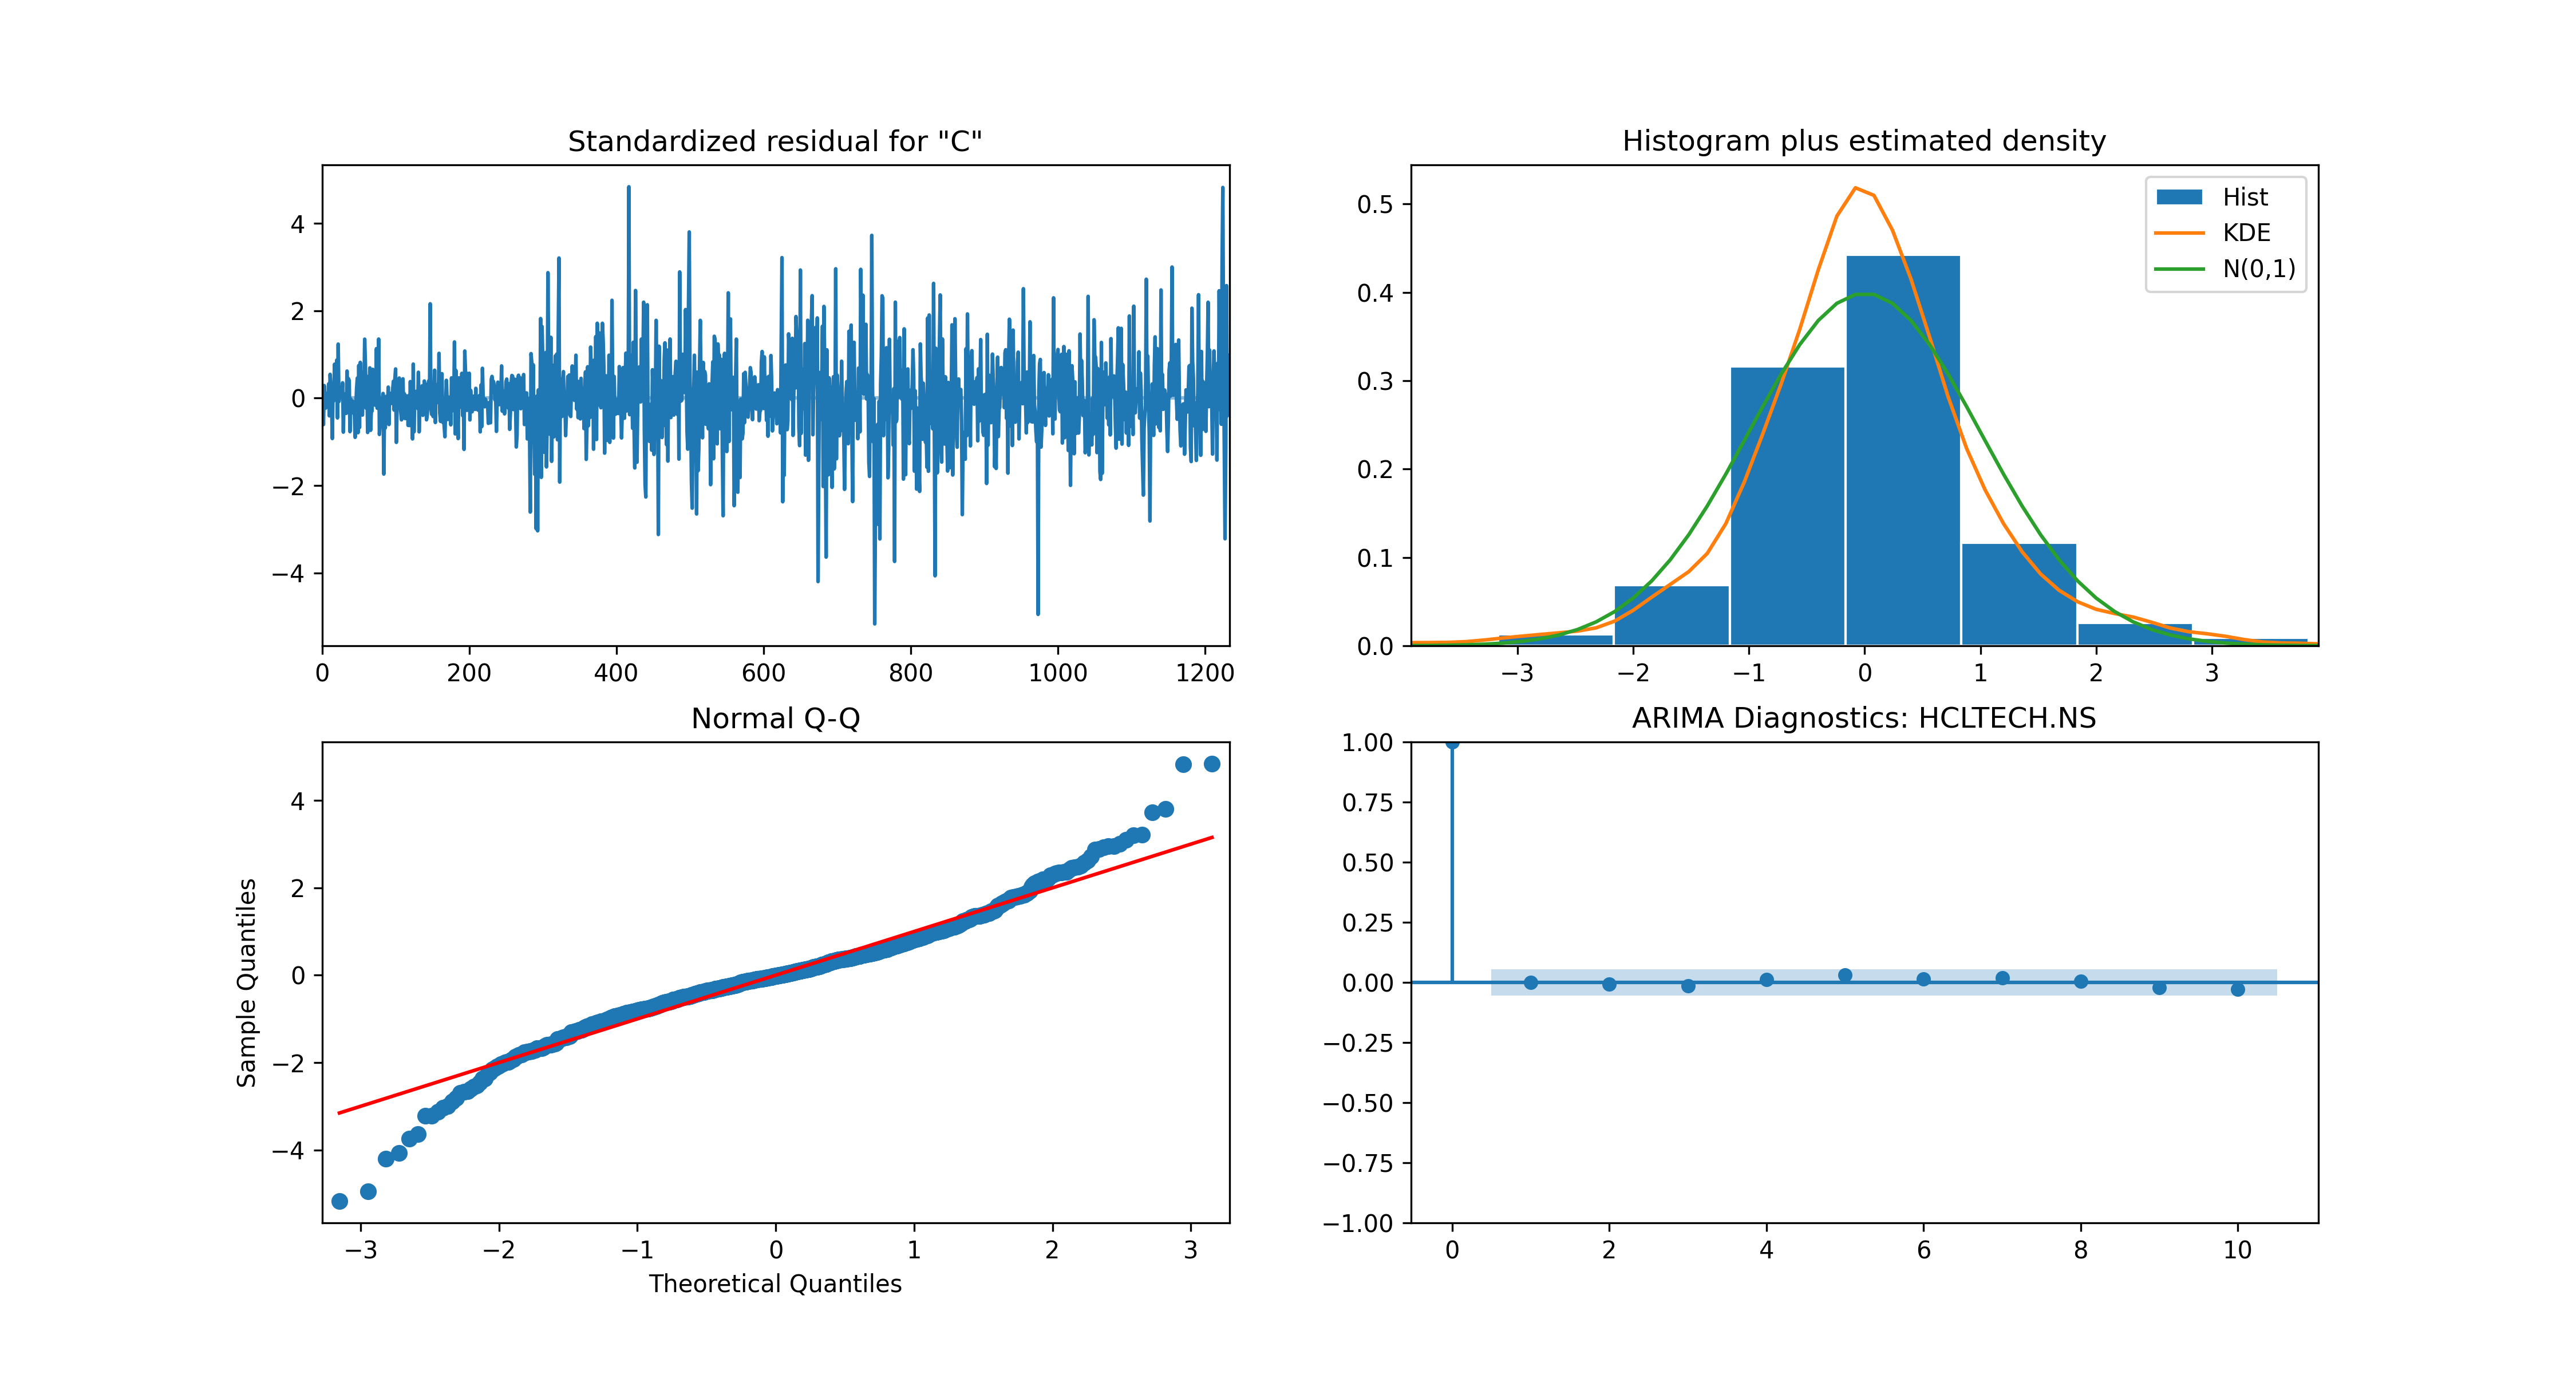 Standardized residual for "C"
4
2
0
−2
−4
0 200 400 600 800 1000 1200
Histogram plus estimated density
Hist
KDE
N(0,1)
0.5
0.4
0.3
0.2
0.1
0.0
−3 −2 −1 0 1 2 3
Normal Q-Q
Sample Quantiles
4
2
0
−2
−4
−3 −2 −1 0 1 2 3
Theoretical Quantiles
ARIMA Diagnostics: HCLTECH.NS
1.00
0.75
0.50
0.25
0.00
−0.25
−0.50
−0.75
−1.00
0 2 4 6 8 10